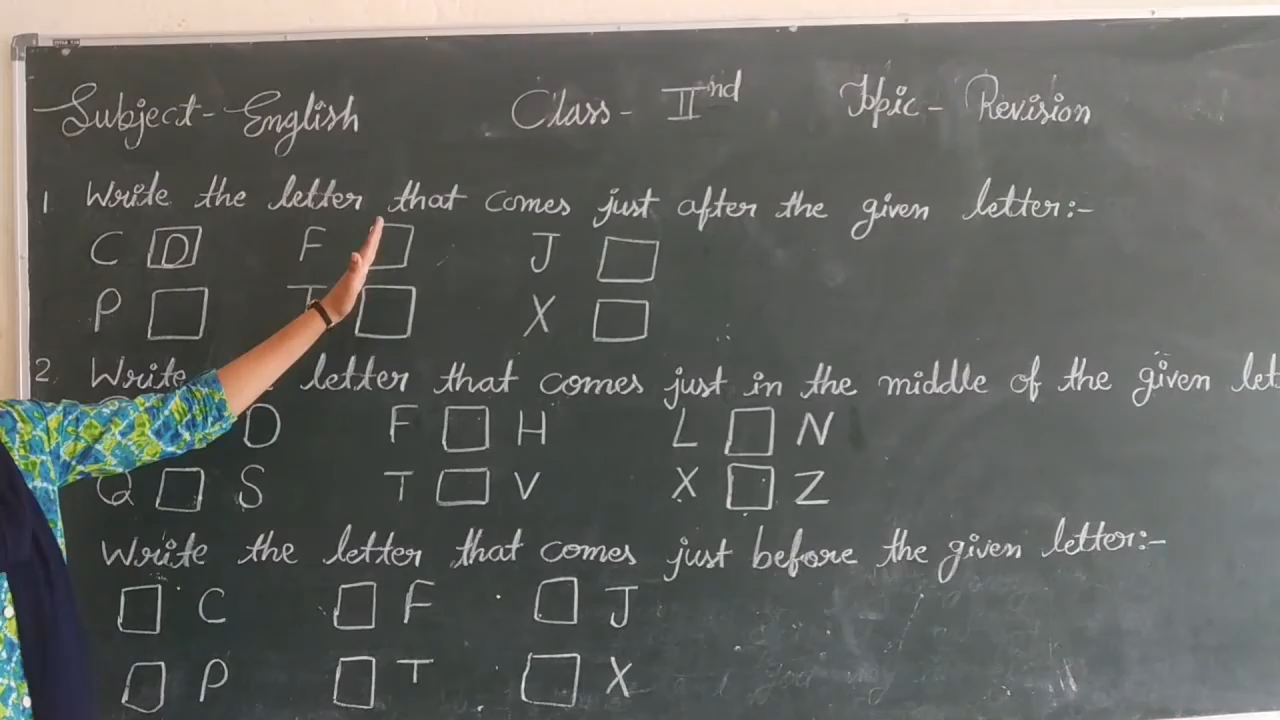 Subject - English Class - IInd Topic - Revision
1 Write the letter that comes just after the given letter:-
C D F J
P T X
2. Write letter that comes just in the middle of the given let
D F H L N
Q S T V X Z
Write the letter that comes just before the given letter:-
C F J
P T X